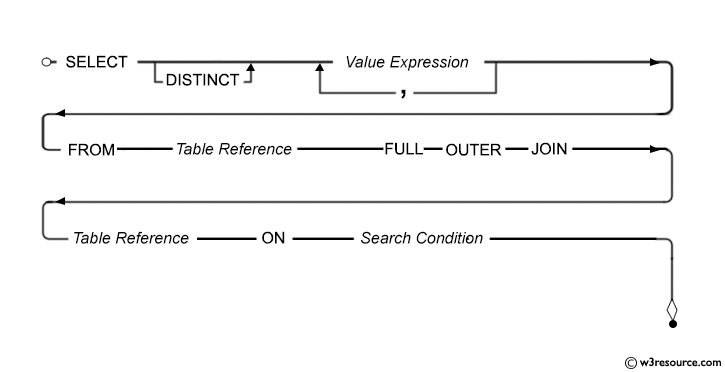 SELECT Value Expression
DISTINCT
,
FROM Table Reference FULL OUTER JOIN
Table Reference ON Search Condition
© w3resource.com